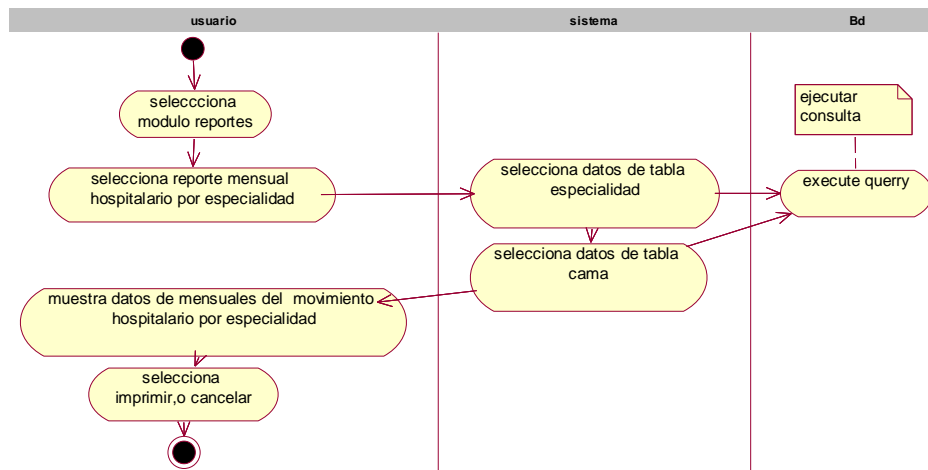 usuario
sistema
Bd
seleccciona
modulo reportes
ejecutar
consulta
selecciona reporte mensual
hospitalario por especialidad
selecciona datos de tabla
especialidad
execute querry
selecciona datos de tabla
cama
muestra datos de mensuales del movimiento
hospitalario por especialidad
selecciona
imprimir,o cancelar